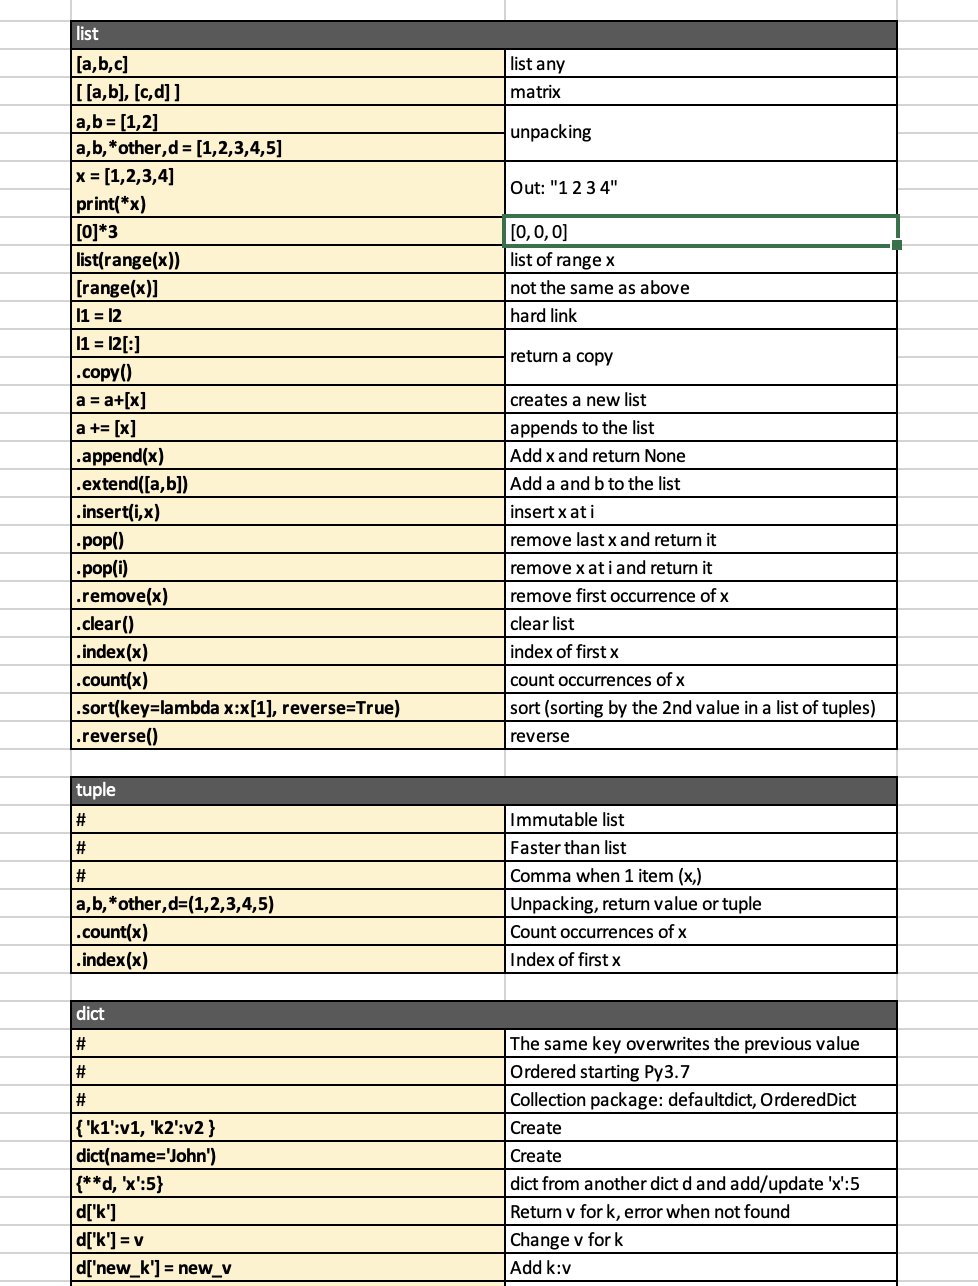 list
[a,b,c] list any
[ [a,b], [c,d] ] matrix
a,b = [1,2]
unpacking
a,b,*other,d = [1,2,3,4,5]
x = [1,2,3,4]
Out: "1 2 3 4"
print(*x)
[0]*3 [0, 0, 0]
list(range(x)) list of range x
[range(x)] not the same as above
l1 = l2 hard link
l1 = l2[:]
return a copy
.copy()
a = a+[x] creates a new list
a += [x] appends to the list
.append(x) Add x and return None
.extend([a,b]) Add a and b to the list
.insert(i,x) insert x at i
.pop() remove last x and return it
.pop(i) remove x at i and return it
.remove(x) remove first occurrence of x
.clear() clear list
.index(x) index of first x
.count(x) count occurrences of x
.sort(key=lambda x:x[1], reverse=True) sort (sorting by the 2nd value in a list of tuples)
.reverse() reverse
tuple
# Immutable list
# Faster than list
# Comma when 1 item (x,)
a,b,*other,d=(1,2,3,4,5) Unpacking, return value or tuple
.count(x) Count occurrences of x
.index(x) Index of first x
dict
# The same key overwrites the previous value
# Ordered starting Py3.7
# Collection package: defaultdict, OrderedDict
{ 'k1':v1, 'k2':v2 } Create
dict(name='John') Create
{**d, 'x':5} dict from another dict d and add/update 'x':5
d['k'] Return v for k, error when not found
d['k'] = v Change v for k
d['new_k'] = new_v Add k:v